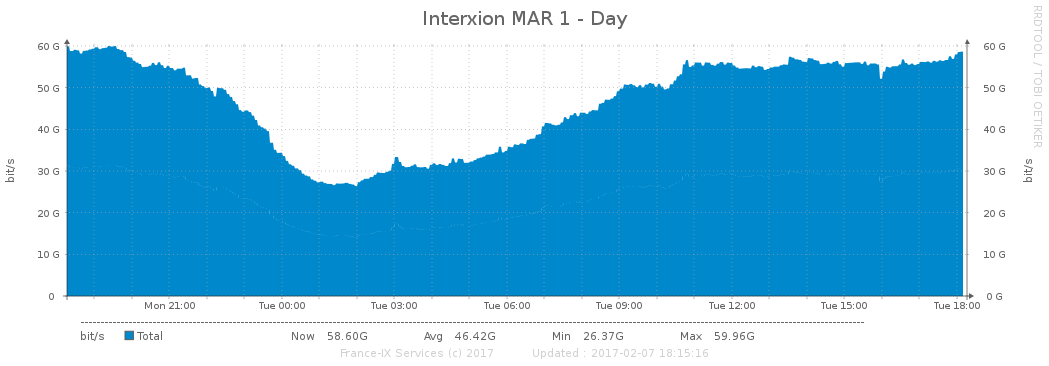 Interxion MAR 1 - Day
RRDTOOL / TOBI OETIKER
bit/s
60 G
50 G
40 G
30 G
20 G
10 G
0
60 G
50 G
40 G
30 G
20 G
10 G
0 G
bit/s
Mon 21:00 Tue 00:00 Tue 03:00 Tue 06:00 Tue 09:00 Tue 12:00 Tue 15:00 Tue 18:00
bit/s Total Now 58.60G Avg 46.42G Min 26.37G Max 59.96G
France-IX Services (c) 2017 Updated : 2017-02-07 18:15:16